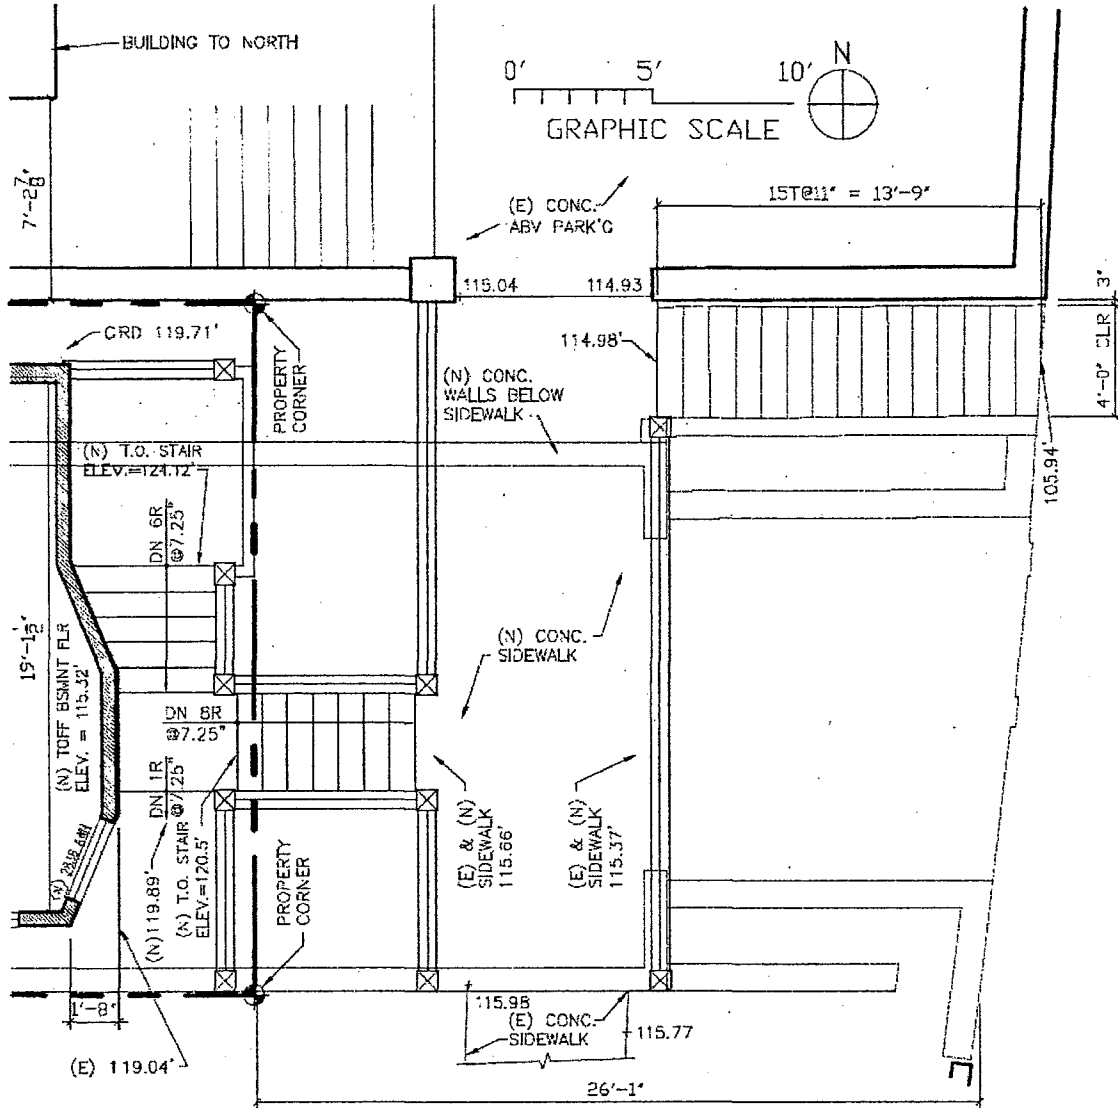 BUILDING TO NORTH
0' 5' 10'
N
GRAPHIC SCALE
7'-2 7/8"
(E) CONC.
ABV PARK'G
15T@11" = 13'-9"
115.04
114.93
3"
4'-0" CLR
GRD 119.71'
114.98'
PROPERTY
CORNER
(N) CONC.
WALLS BELOW
SIDEWALK
(N) T.O. STAIR
ELEV.=124.12'
105.94'
DN 6R
@7.25"
19'-1 1/2"
(N) TOFF BSMNT FLR
ELEV. = 115.32'
(N) CONC.
SIDEWALK
DN 8R
@7.25"
DN 1R
@7.25"
(N) 119.89'
(N) T.O. STAIR
ELEV.=120.5'
(E) & (N)
SIDEWALK
115.66'
(E) & (N)
SIDEWALK
115.37'
PROPERTY
CORNER
1'-8"
115.98
(E) CONC.
SIDEWALK
115.77
(E) 119.04'
26'-1"